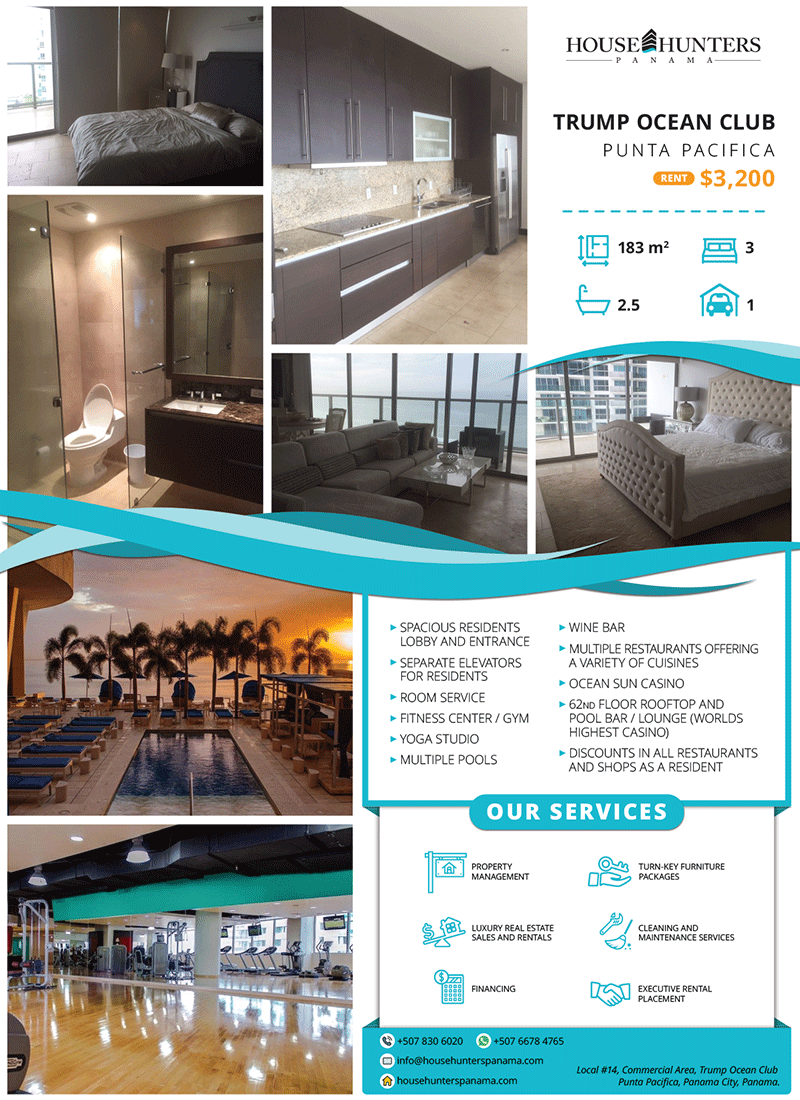 HOUSE HUNTERS
PANAMA
TRUMP OCEAN CLUB
PUNTA PACIFICA
RENT $3,200
183 m² 3
2.5 1
▸ SPACIOUS RESIDENTS
LOBBY AND ENTRANCE
▸ SEPARATE ELEVATORS
FOR RESIDENTS
▸ ROOM SERVICE
▸ FITNESS CENTER / GYM
▸ YOGA STUDIO
▸ MULTIPLE POOLS
▸ WINE BAR
▸ MULTIPLE RESTAURANTS OFFERING
A VARIETY OF CUISINES
▸ OCEAN SUN CASINO
▸ 62ND FLOOR ROOFTOP AND
POOL BAR / LOUNGE (WORLDS
HIGHEST CASINO)
▸ DISCOUNTS IN ALL RESTAURANTS
AND SHOPS AS A RESIDENT
OUR SERVICES
PROPERTY
MANAGEMENT
TURN-KEY FURNITURE
PACKAGES
LUXURY REAL ESTATE
SALES AND RENTALS
CLEANING AND
MAINTENANCE SERVICES
FINANCING
EXECUTIVE RENTAL
PLACEMENT
+507 830 6020 +507 6678 4765
info@househunterspanama.com
househunterspanama.com
Local #14, Commercial Area, Trump Ocean Club
Punta Pacifica, Panama City, Panama.